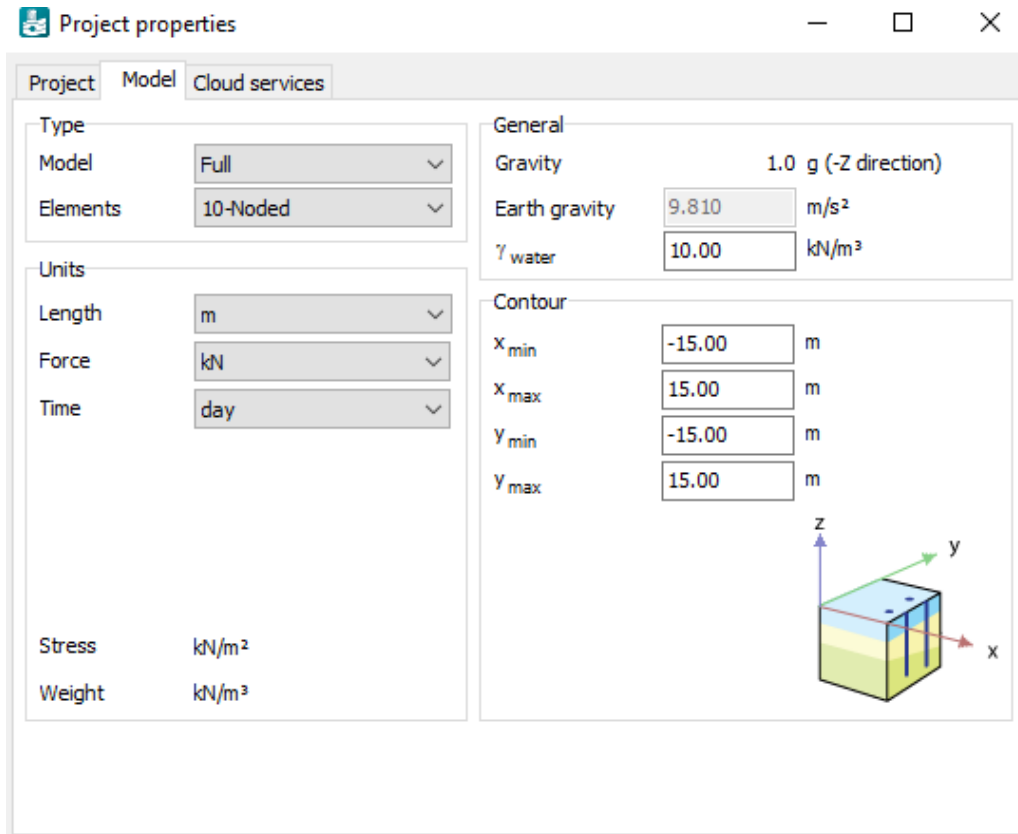 Project properties
Project Model Cloud services
Type
Model Full
Elements 10-Noded
Units
Length m
Force kN
Time day
Stress kN/m²
Weight kN/m³
General
Gravity 1.0 g (-Z direction)
Earth gravity 9.810 m/s²
γ water 10.00 kN/m³
Contour
x min -15.00 m
x max 15.00 m
y min -15.00 m
y max 15.00 m
z
y
x